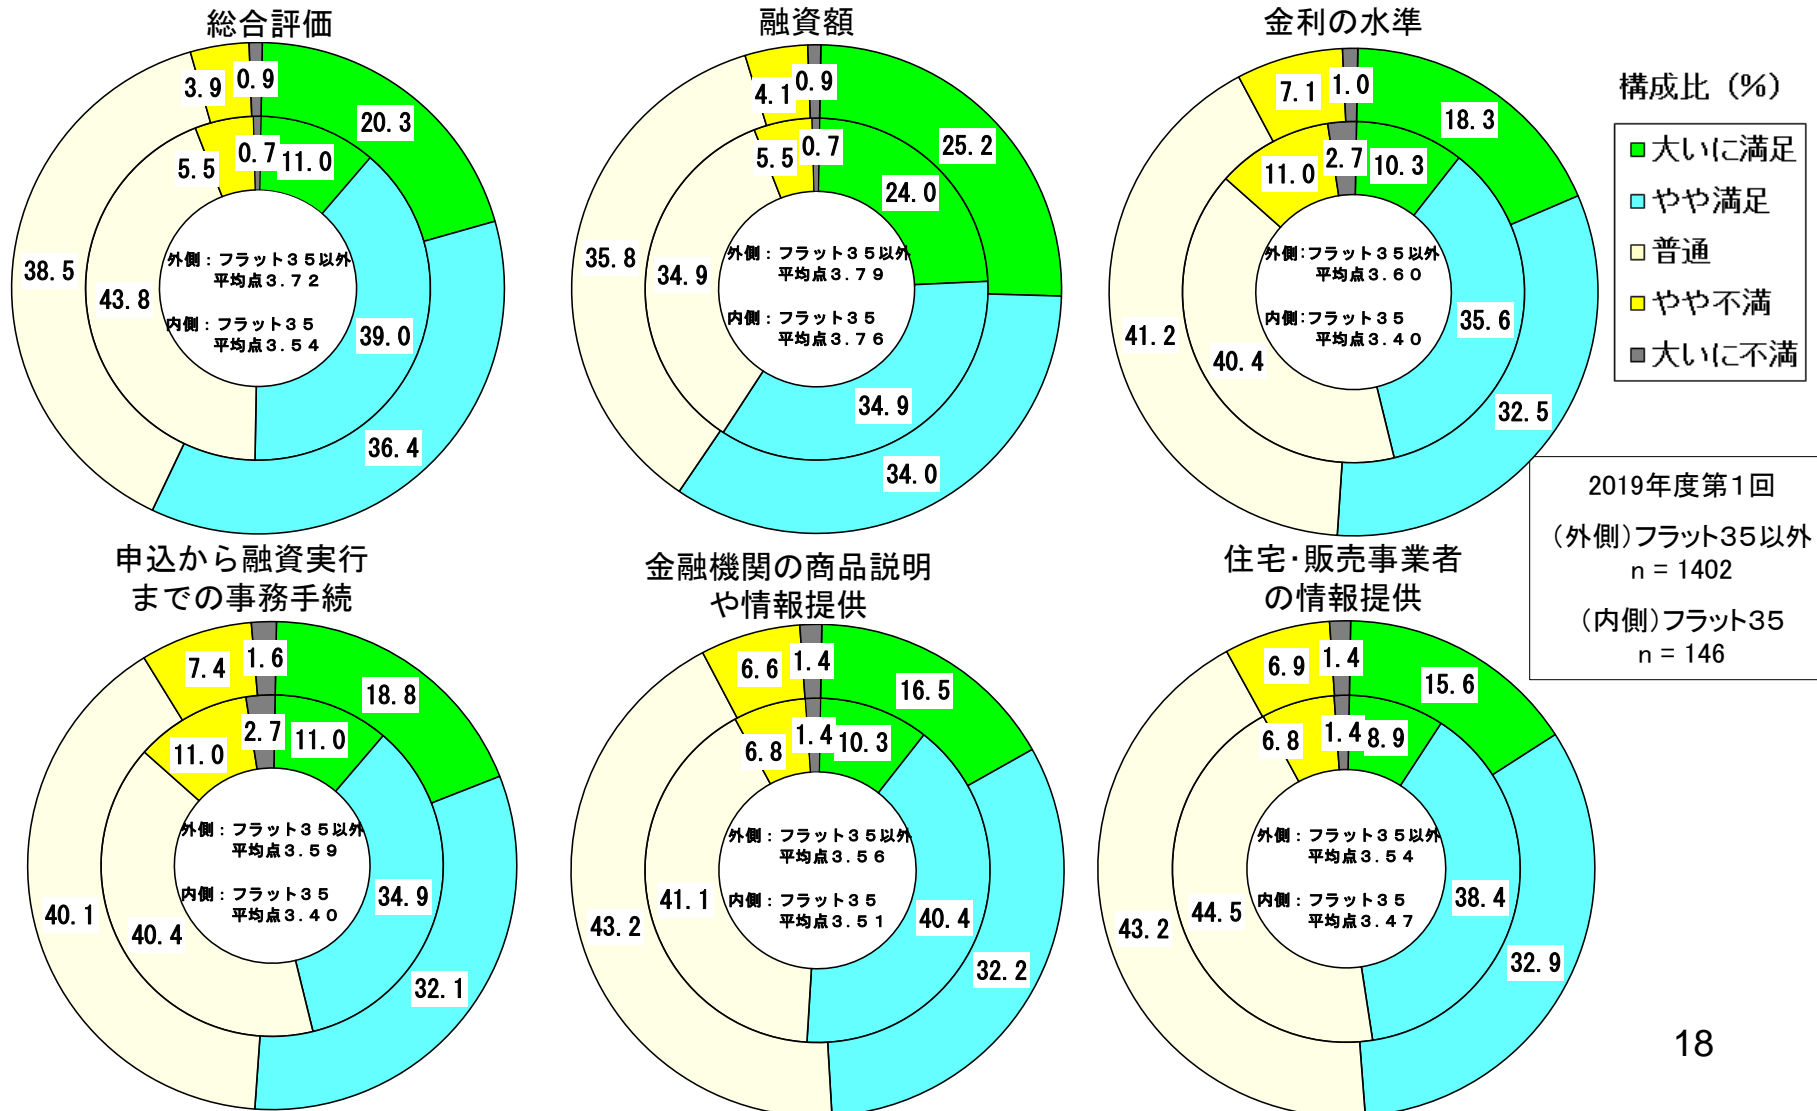 総合評価
3.9
0.9
20.3
5.5
0.7
11.0
38.5
43.8
39.0
36.4
外側：フラット３５以外
平均点３.７２
内側：フラット３５
平均点３.５４
融資額
4.1
0.9
25.2
5.5
0.7
24.0
35.8
34.9
34.9
34.0
外側：フラット３５以外
平均点３.７９
内側：フラット３５
平均点３.７６
金利の水準
7.1
1.0
18.3
11.0
2.7
10.3
41.2
40.4
35.6
32.5
外側：フラット３５以外
平均点３.６０
内側：フラット３５
平均点３.４０
構成比（%）
大いに満足
やや満足
普通
やや不満
大いに不満
2019年度第1回
（外側）フラット35以外
n = 1402
（内側）フラット35
n = 146
申込から融資実行
までの事務手続
7.4
1.6
18.8
11.0
2.7
11.0
40.1
40.4
34.9
32.1
外側：フラット３５以外
平均点３.５９
内側：フラット３５
平均点３.４０
金融機関の商品説明
や情報提供
6.6
1.4
16.5
6.8
1.4
10.3
43.2
41.1
40.4
32.2
外側：フラット３５以外
平均点３.５６
内側：フラット３５
平均点３.５１
住宅・販売事業者
の情報提供
6.9
1.4
15.6
6.8
1.4
8.9
43.2
44.5
38.4
32.9
外側：フラット３５以外
平均点３.５４
内側：フラット３５
平均点３.４７
18